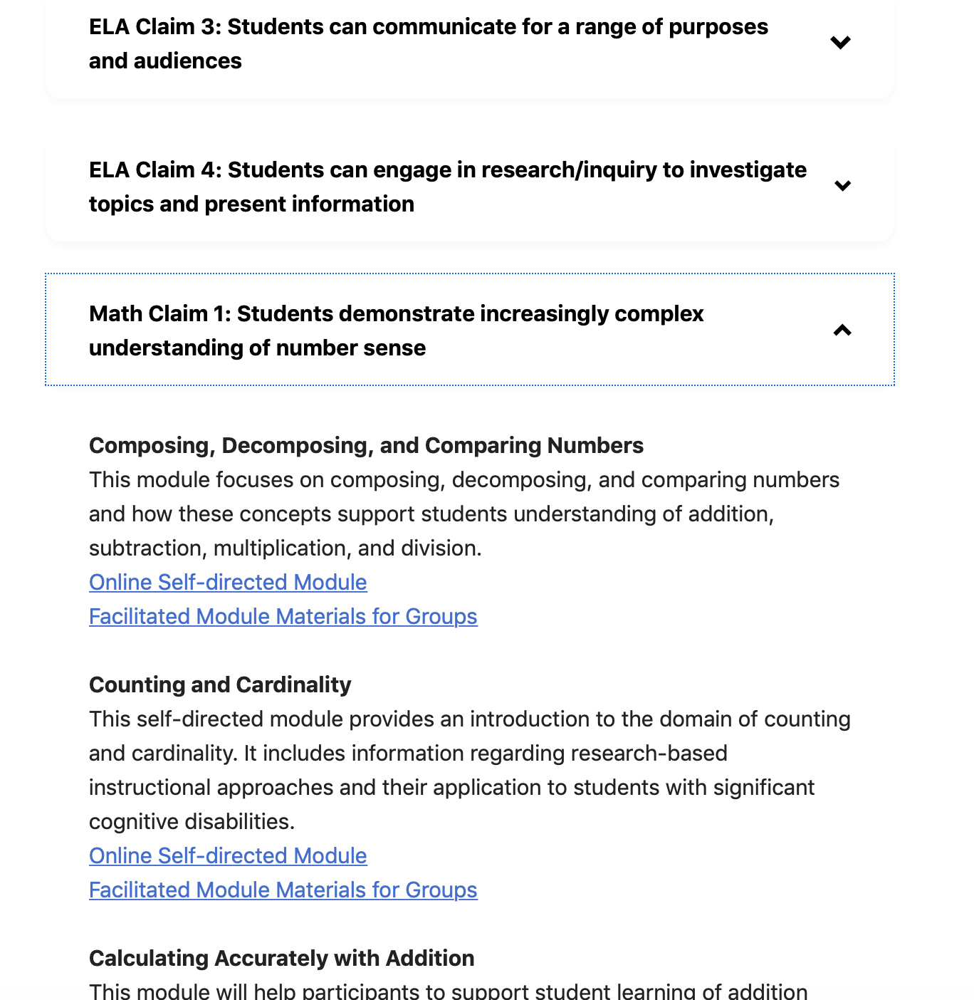 ELA Claim 3: Students can communicate for a range of purposes
and audiences
ELA Claim 4: Students can engage in research/inquiry to investigate
topics and present information
Math Claim 1: Students demonstrate increasingly complex
understanding of number sense
Composing, Decomposing, and Comparing Numbers
This module focuses on composing, decomposing, and comparing numbers
and how these concepts support students understanding of addition,
subtraction, multiplication, and division.
Online Self-directed Module
Facilitated Module Materials for Groups
Counting and Cardinality
This self-directed module provides an introduction to the domain of counting
and cardinality. It includes information regarding research-based
instructional approaches and their application to students with significant
cognitive disabilities.
Online Self-directed Module
Facilitated Module Materials for Groups
Calculating Accurately with Addition
This module will help participants to support student learning of addition